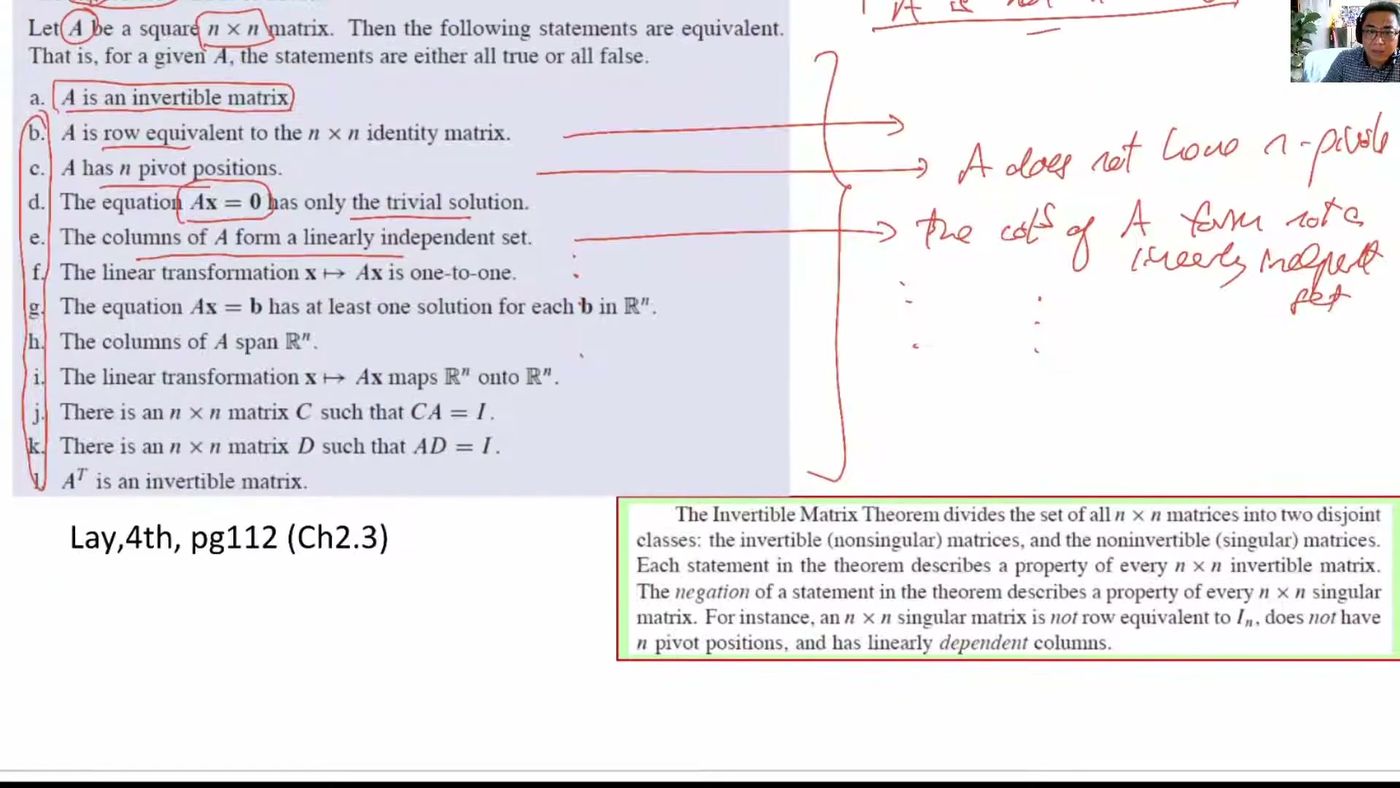 Let A be a square n × n matrix. Then the following statements are equivalent.
That is, for a given A, the statements are either all true or all false.
a. A is an invertible matrix
b. A is row equivalent to the n × n identity matrix.
c. A has n pivot positions.
d. The equation Ax = 0 has only the trivial solution.
e. The columns of A form a linearly independent set.
f. The linear transformation x ↦ Ax is one-to-one.
g. The equation Ax = b has at least one solution for each b in ℝⁿ.
h. The columns of A span ℝⁿ.
i. The linear transformation x ↦ Ax maps ℝⁿ onto ℝⁿ.
j. There is an n × n matrix C such that CA = I.
k. There is an n × n matrix D such that AD = I.
l. Aᵀ is an invertible matrix.
Lay,4th, pg112 (Ch2.3)
A is not
A does not have n-pivots
the cols of A form not a
linearly
set
The Invertible Matrix Theorem divides the set of all n × n matrices into two disjoint
classes: the invertible (nonsingular) matrices, and the noninvertible (singular) matrices.
Each statement in the theorem describes a property of every n × n invertible matrix.
The negation of a statement in the theorem describes a property of every n × n singular
matrix. For instance, an n × n singular matrix is not row equivalent to Iₙ, does not have
n pivot positions, and has linearly dependent columns.